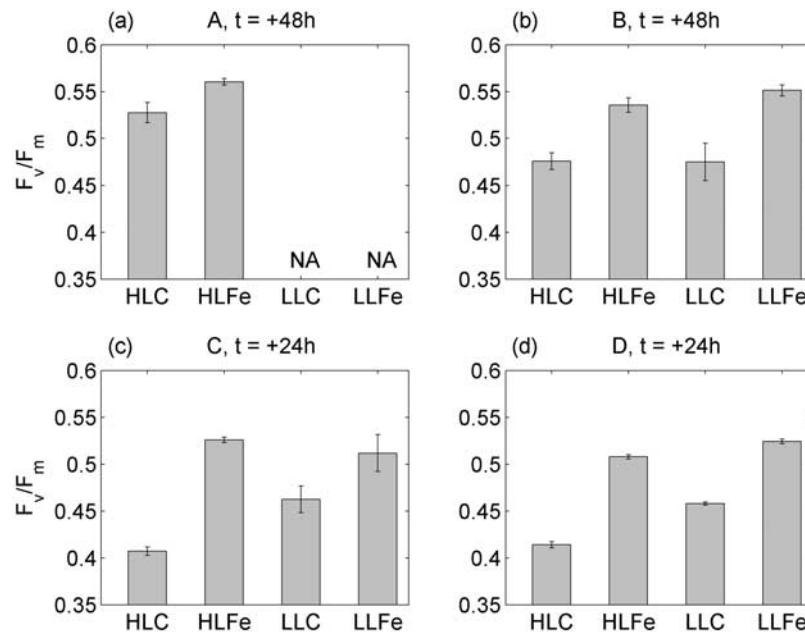 (a) A, t = +48h
0.6
0.55
0.5
0.45
0.4
0.35
Fv/Fm
NA NA
HLC HLFe LLC LLFe
(b) B, t = +48h
0.6
0.55
0.5
0.45
0.4
0.35
HLC HLFe LLC LLFe
(c) C, t = +24h
0.6
0.55
0.5
0.45
0.4
0.35
Fv/Fm
HLC HLFe LLC LLFe
(d) D, t = +24h
0.6
0.55
0.5
0.45
0.4
0.35
HLC HLFe LLC LLFe